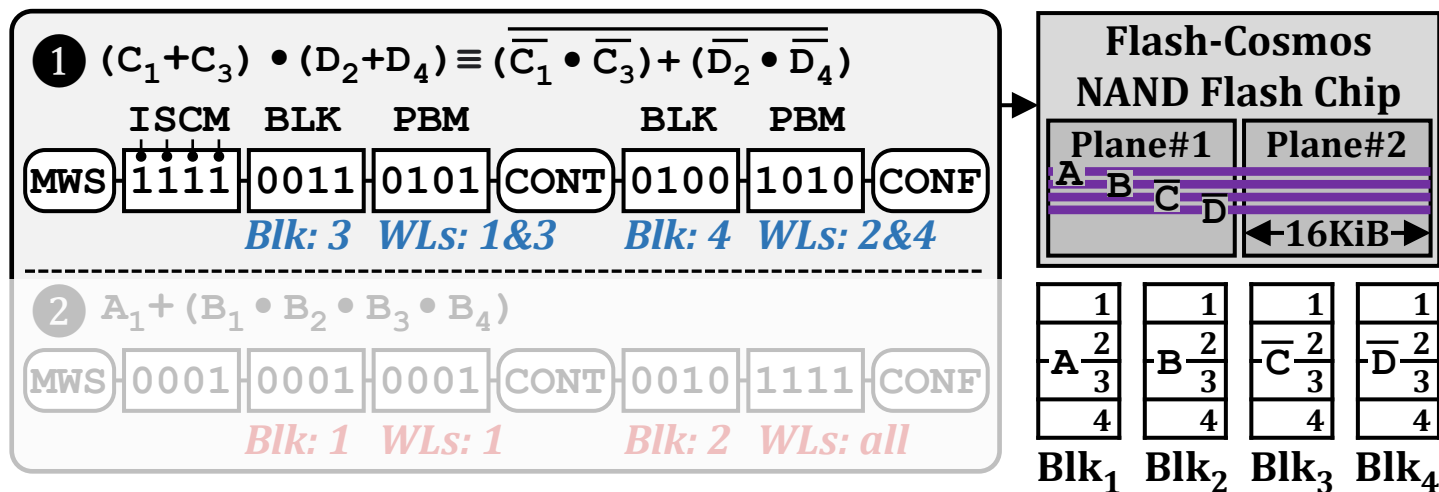 ❶ (C₁+C₃) • (D₂+D₄) ≡ (C̅₁̅ • C̅₃̅)+(D̅₂̅ • D̅₄̅)
ISCM BLK PBM BLK PBM
MWS 1111 0011 0101 CONT 0100 1010 CONF
Blk: 3 WLs: 1&3 Blk: 4 WLs: 2&4
② A₁+(B₁ • B₂ • B₃ • B₄)
MWS 0001 0001 0001 CONT 0010 1111 CONF
Blk: 1 WLs: 1 Blk: 2 WLs: all
Flash-Cosmos
NAND Flash Chip
Plane#1 Plane#2
A B C̅ D̅
16KiB
1 1 1 1
A 2 B 2 C̅ 2 D̅ 2
3 3 3 3
4 4 4 4
Blk₁ Blk₂ Blk₃ Blk₄